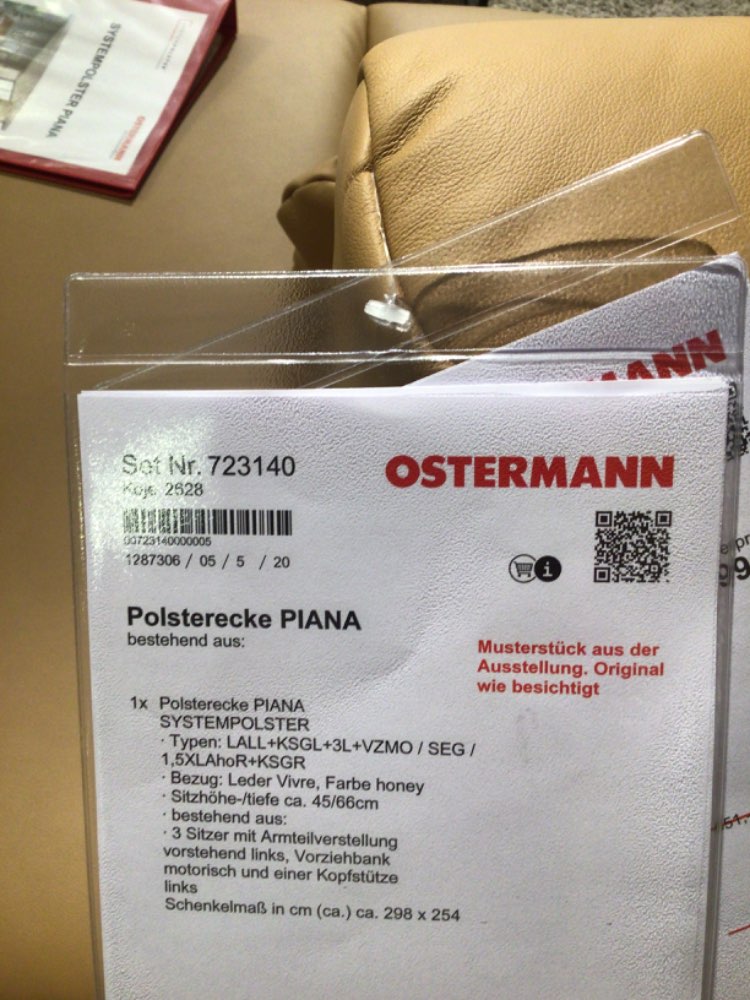 SYSTEMPOLSTER PIANA
OSTERMANN
Set Nr. 723140
Koje 2628
00723140000005
1287306 / 05 / 5 / 20
OSTERMANN
Polsterecke PIANA
bestehend aus:
Musterstück aus der
Ausstellung. Original
wie besichtigt
1x Polsterecke PIANA
SYSTEMPOLSTER
· Typen: LALL+KSGL+3L+VZMO / SEG /
1,5XLAhoR+KSGR
· Bezug: Leder Vivre, Farbe honey
· Sitzhöhe-/tiefe ca. 45/66cm
· bestehend aus:
· 3 Sitzer mit Armteilverstellung
vorstehend links, Vorziehbank
motorisch und einer Kopfstütze
links
Schenkelmaß in cm (ca.) ca. 298 x 254